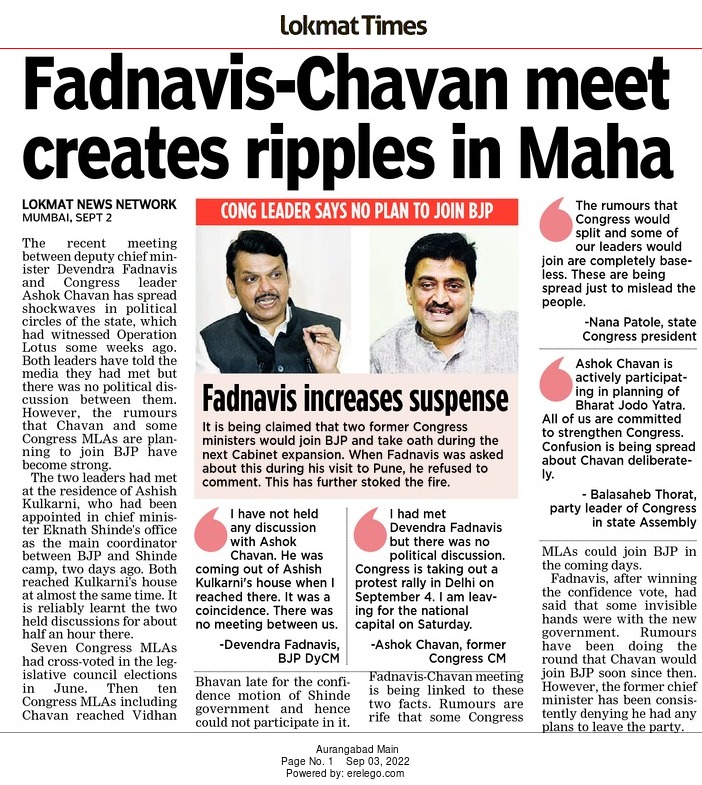 Lokmat Times
Fadnavis-Chavan meet
creates ripples in Maha
LOKMAT NEWS NETWORK
MUMBAI, SEPT 2
The recent meeting
between deputy chief min-
ister Devendra Fadnavis
and Congress leader
Ashok Chavan has spread
shockwaves in political
circles of the state, which
had witnessed Operation
Lotus some weeks ago.
Both leaders have told the
media they had met but
there was no political dis-
cussion between them.
However, the rumours
that Chavan and some
Congress MLAs are plan-
ning to join BJP have
become strong.
The two leaders had met
at the residence of Ashish
Kulkarni, who had been
appointed in chief minis-
ter Eknath Shinde's office
as the main coordinator
between BJP and Shinde
camp, two days ago. Both
reached Kulkarni's house
at almost the same time. It
is reliably learnt the two
held discussions for about
half an hour there.
Seven Congress MLAs
had cross-voted in the leg-
islative council elections
in June. Then ten
Congress MLAs including
Chavan reached Vidhan
CONG LEADER SAYS NO PLAN TO JOIN BJP
Fadnavis increases suspense
It is being claimed that two former Congress
ministers would join BJP and take oath during the
next Cabinet expansion. When Fadnavis was asked
about this during his visit to Pune, he refused to
comment. This has further stoked the fire.
I have not held
any discussion
with Ashok
Chavan. He was
coming out of Ashish
Kulkarni's house when I
reached there. It was a
coincidence. There was
no meeting between us.
-Devendra Fadnavis,
BJP DyCM
I had met
Devendra Fadnavis
but there was no
political discussion.
Congress is taking out a
protest rally in Delhi on
September 4. I am leav-
ing for the national
capital on Saturday.
-Ashok Chavan, former
Congress CM
Bhavan late for the confi-
dence motion of Shinde
government and hence
could not participate in it.
Fadnavis-Chavan meeting
is being linked to these
two facts. Rumours are
rife that some Congress
The rumours that
Congress would
split and some of
our leaders would
join are completely base-
less. These are being
spread just to mislead the
people.
-Nana Patole, state
Congress president
Ashok Chavan is
actively participat-
ing in planning of
Bharat Jodo Yatra.
All of us are committed
to strengthen Congress.
Confusion is being spread
about Chavan deliberate-
ly.
- Balasaheb Thorat,
party leader of Congress
in state Assembly
MLAs could join BJP in
the coming days.
Fadnavis, after winning
the confidence vote, had
said that some invisible
hands were with the new
government. Rumours
have been doing the
round that Chavan would
join BJP soon since then.
However, the former chief
minister has been consis-
tently denying he had any
plans to leave the party.
Aurangabad Main
Page No. 1 Sep 03, 2022
Powered by: erelego.com